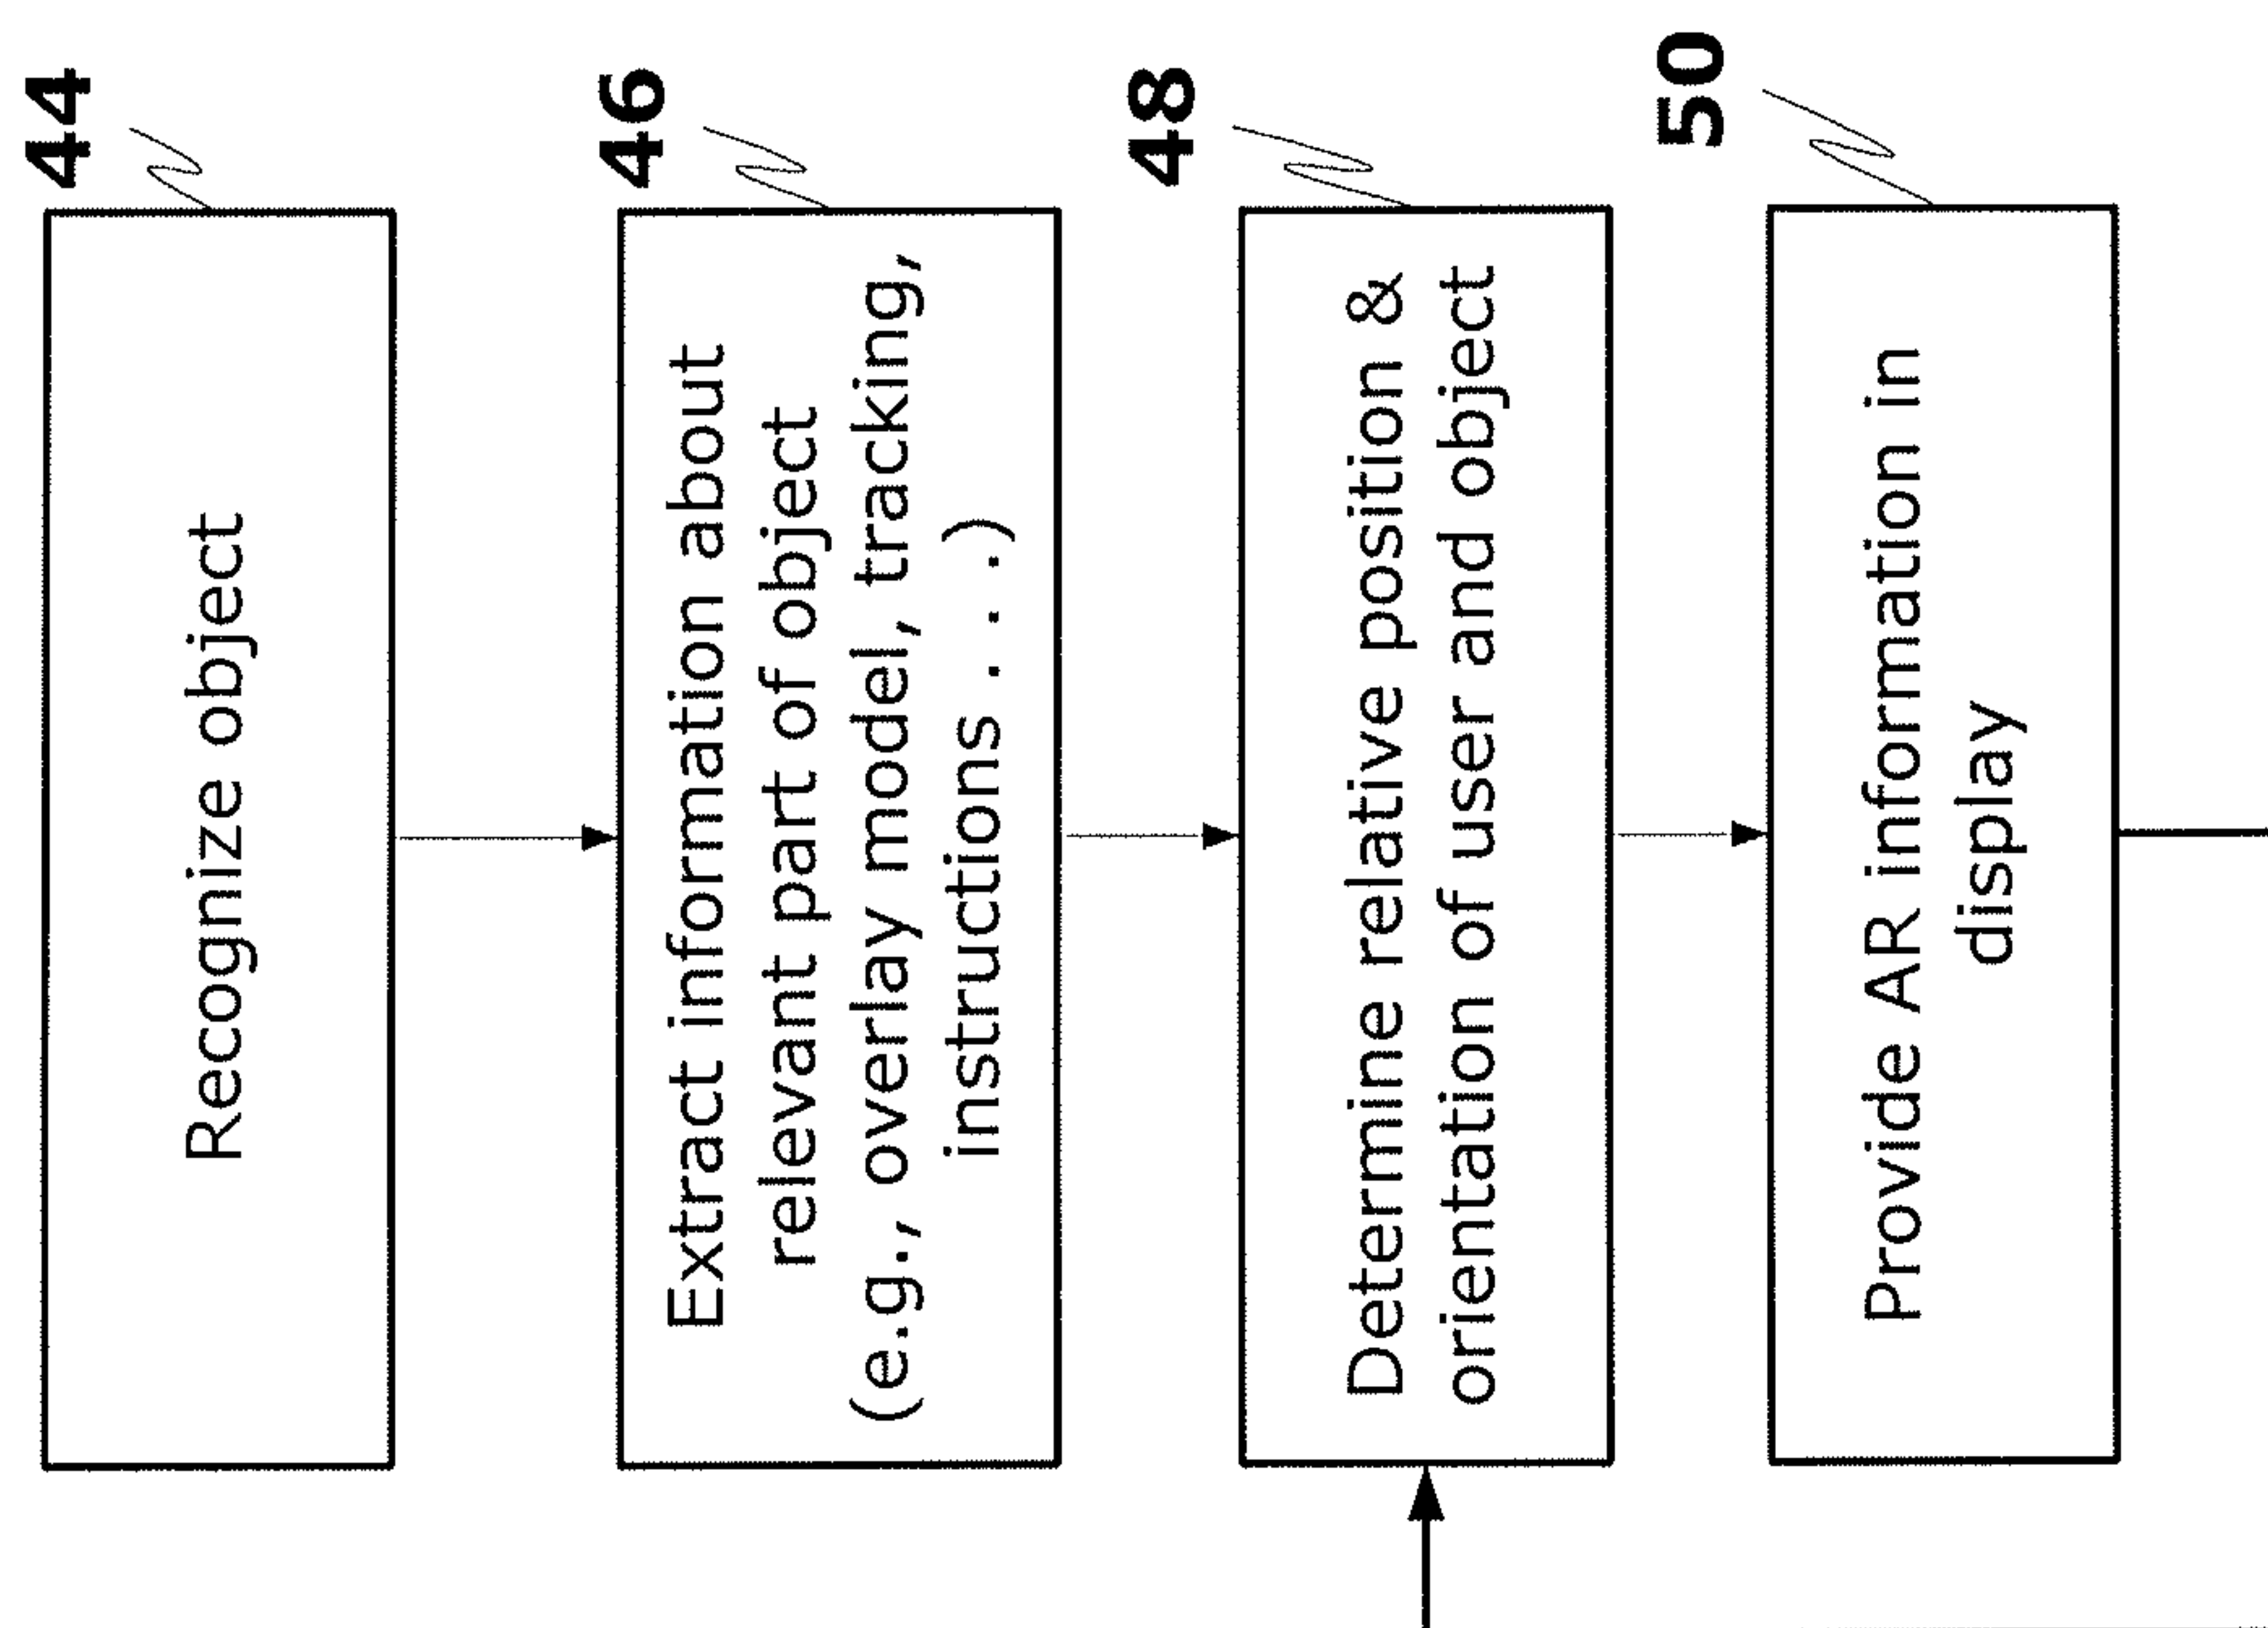 44
Recognize object
46
Extract information about
relevant part of object
(e.g., overlay model, tracking,
instructions . . .)
48
Determine relative position &
orientation of user and object
50
Provide AR information in
display